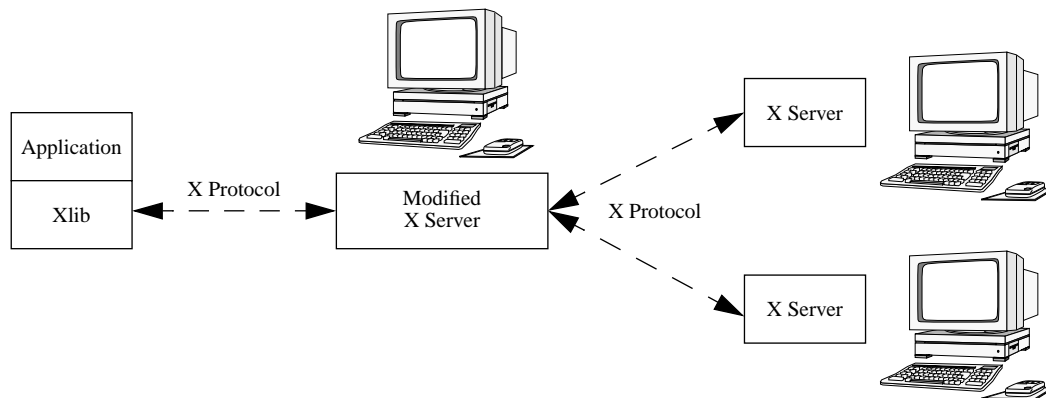 Application
Xlib
X Protocol
Modified
X Server
X Protocol
X Server
X Server